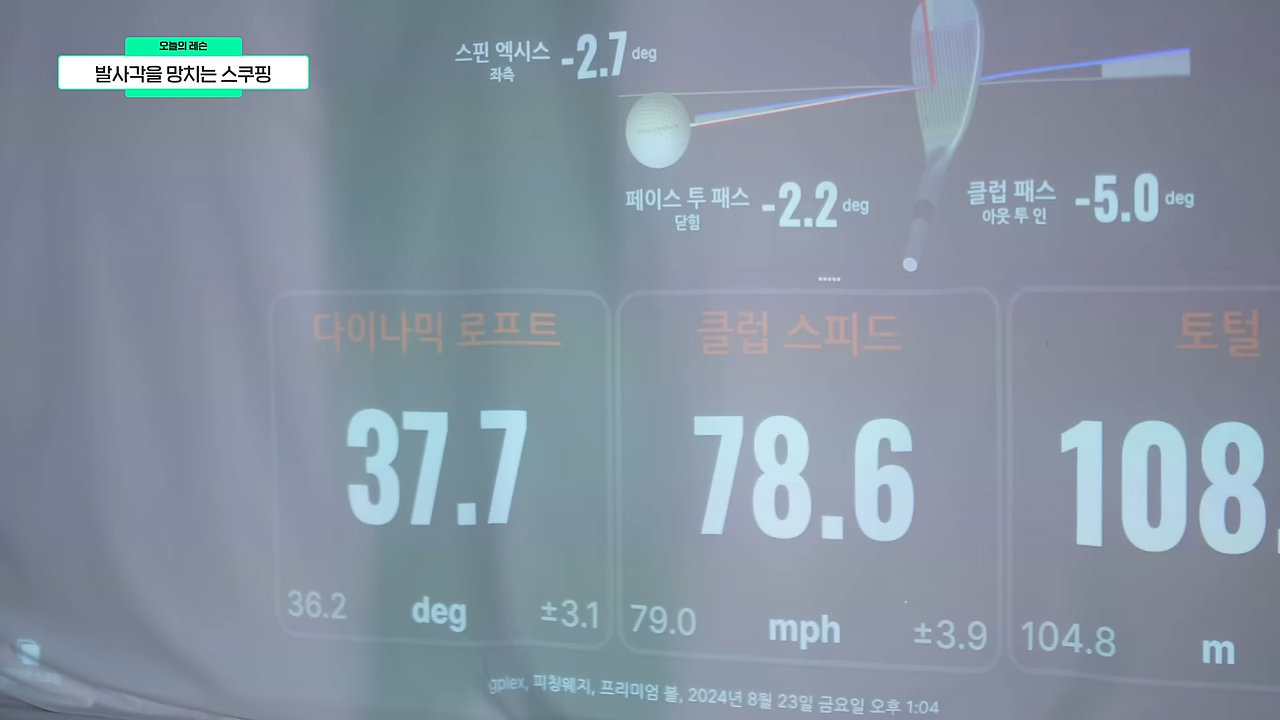 오늘의 레슨
발사각을 망치는 스쿠핑
스핀 엑시스 -2.7 deg
좌측
페이스 투 패스 -2.2 deg
닫힘
클럽 패스 -5.0 deg
아웃 투 인
다이나믹 로프트
37.7
36.2 deg ±3.1
클럽 스피드
78.6
79.0 mph ±3.9
토털
108.
104.8 m
gplex, 피칭웨지, 프리미엄 볼, 2024년 8월 23일 금요일 오후 1:04